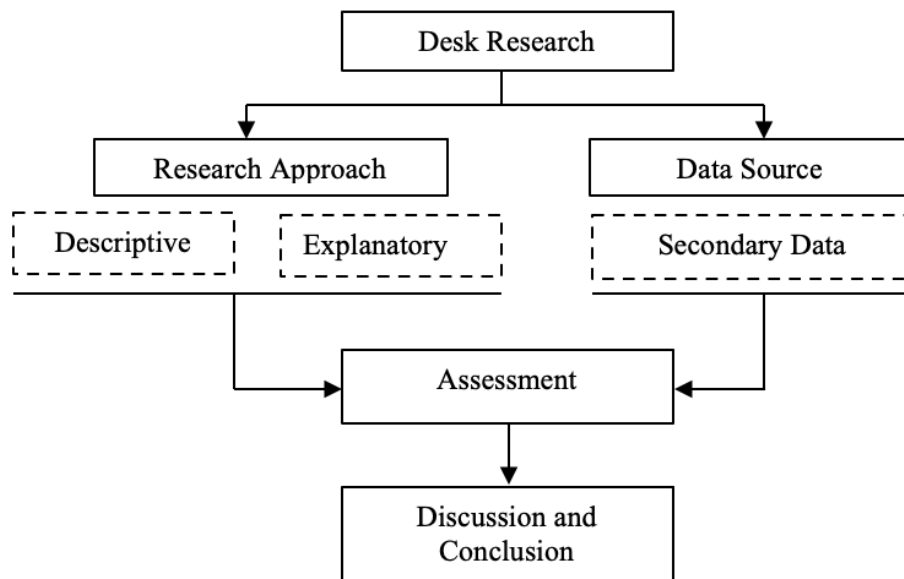 Desk Research
Research Approach
Data Source
Descriptive
Explanatory
Secondary Data
Assessment
Discussion and
Conclusion